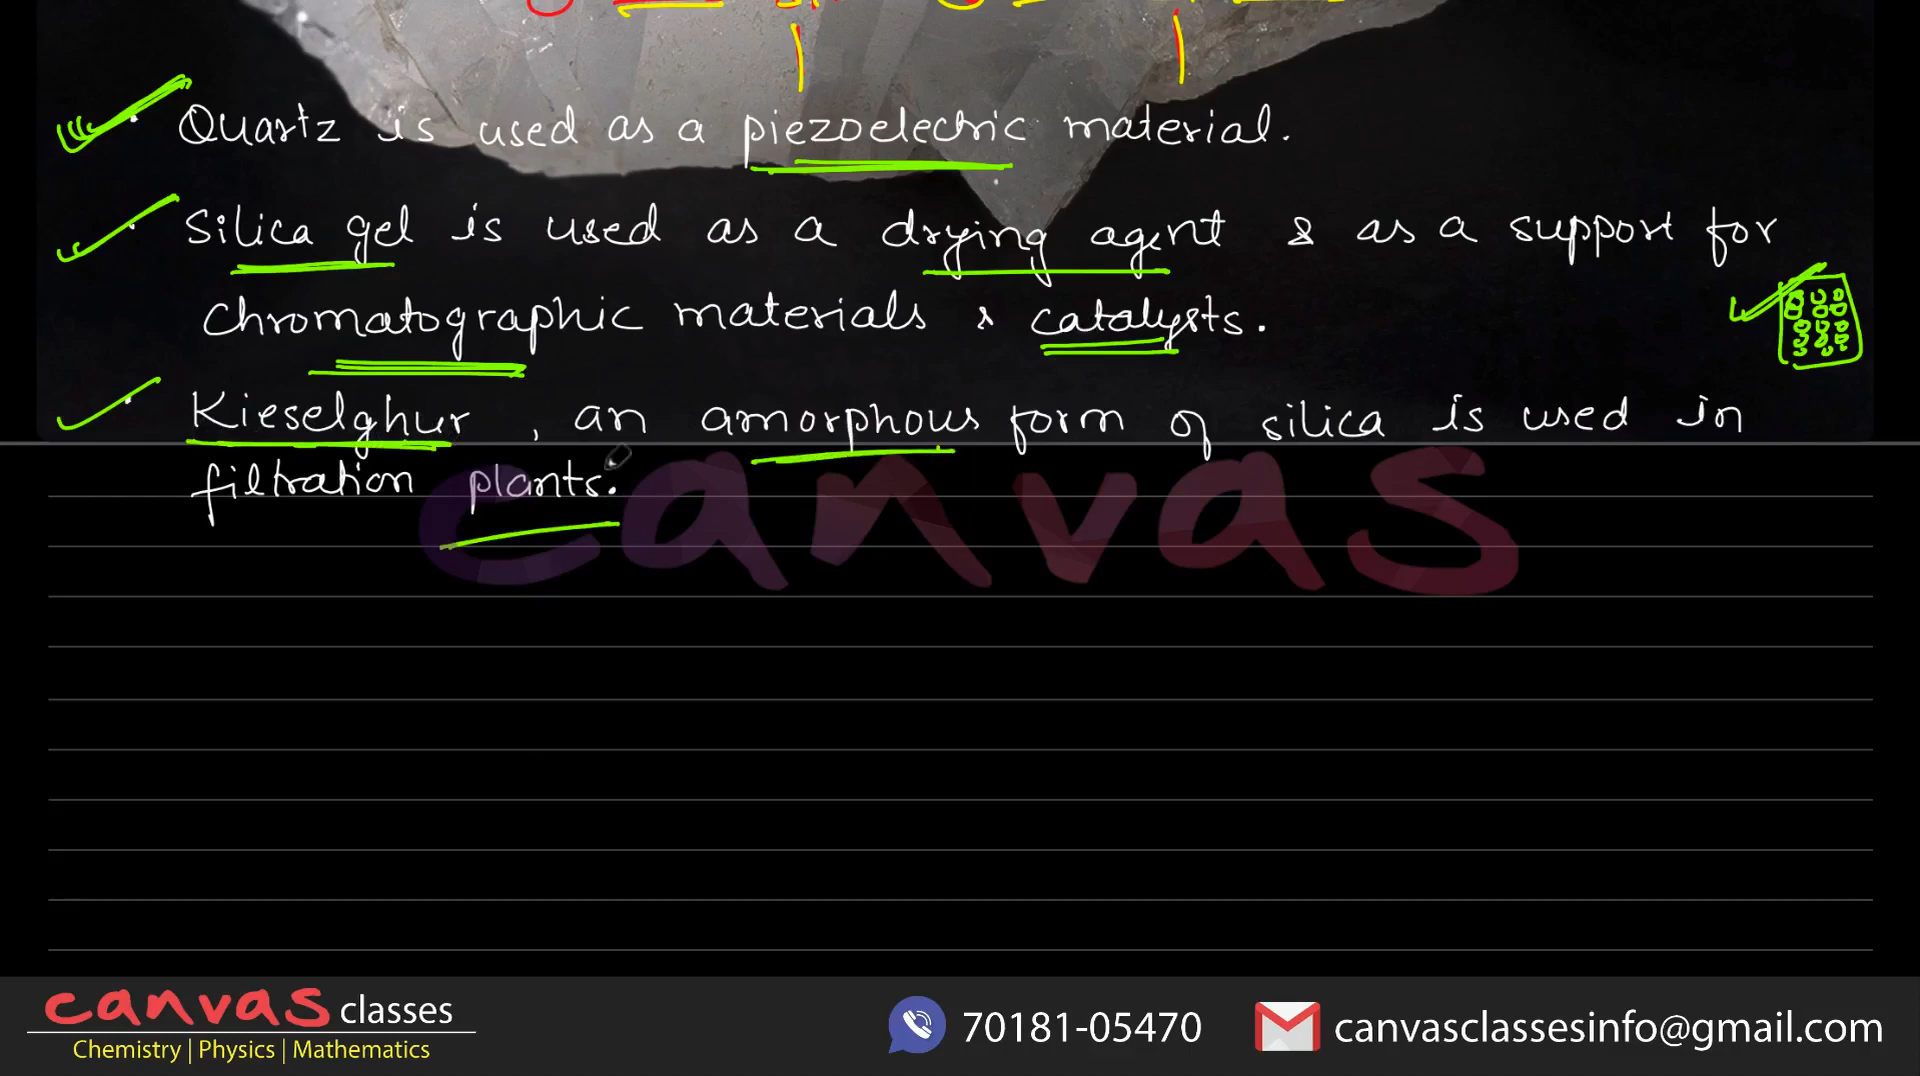 Quartz is used as a piezoelectric material.
Silica gel is used as a drying agent & as a support for
chromatographic materials & catalysts.
Kieselghur, an amorphous form of silica is used in
filtration plants.
canvas
canvas classes
Chemistry | Physics | Mathematics
70181-05470
canvasclassesinfo@gmail.com